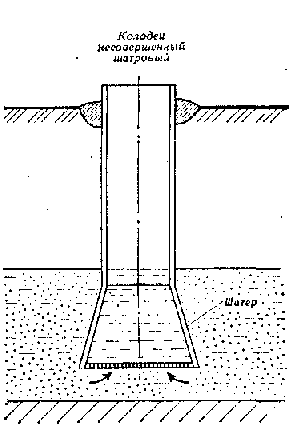 Колодец
несовершенный
шатровый
Шатер